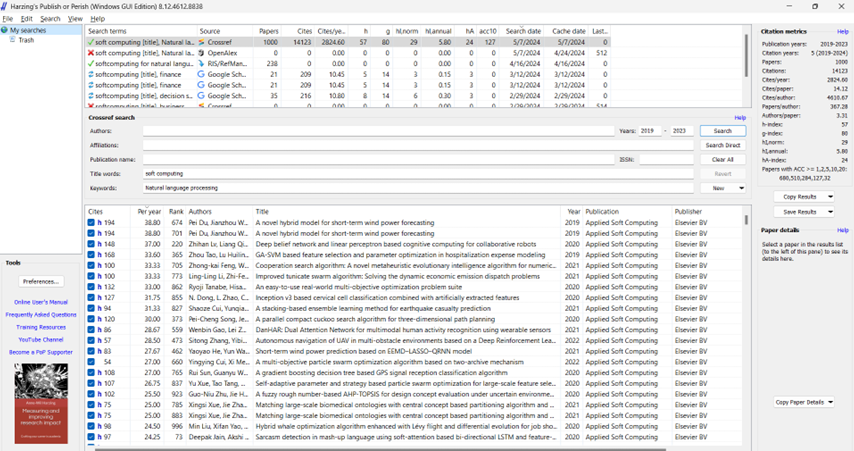 Harzing's Publish or Perish (Windows GUI Edition) 8.12.4612.8838
File Edit Search View Help
My searches
Trash
Search terms Source Papers Cites Cites/ye... h g hI,norm hI,annual hA acc10 Search date Cache date Last...
soft computing [title], Natural la... Crossref 1000 14123 2824.60 57 80 29 5.80 24 127 5/7/2024 5/7/2024 0
soft computing [title], Natural la... OpenAlex 0 0 0.00 0 0 0 0.00 0 0 5/7/2024 5/7/2024 512
softcomputing for natural langu... RIS/RefMan... 238 0 0.00 0 0 0 0.00 0 0 4/16/2024 4/16/2024 0
softcomputing [title], finance Google Sch... 21 209 10.45 5 14 3 0.15 3 3/12/2024 3/12/2024 0
softcomputing [title], finance Google Sch... 21 209 10.45 5 14 3 0.15 3 3/12/2024 3/12/2024 0
softcomputing [title], decision s... Google Sch... 35 216 10.80 8 14 6 0.30 3 2/29/2024 2/29/2024 0
Crossref search Help
Authors: Years: 2019 - 2023 Search
Affiliations: Search Direct
Publication name: ISSN: Clear All
Title words: soft computing Revert
Keywords: Natural language processing New
Cites Per year Rank Authors Title Year Publication Publisher
h 194 38.80 674 Pei Du, Jianzhou W... A novel hybrid model for short-term wind power forecasting 2019 Applied Soft Computing Elsevier BV
h 194 38.80 701 Pei Du, Jianzhou W... A novel hybrid model for short-term wind power forecasting 2019 Applied Soft Computing Elsevier BV
h 148 37.00 220 Zhihan Lv, Liang Qi... Deep belief network and linear perceptron based cognitive computing for collaborative robots 2020 Applied Soft Computing Elsevier BV
h 168 33.60 365 Zhou Tao, Lu Huilin... GA-SVM based feature selection and parameter optimization in hospitalization expense modeling 2019 Applied Soft Computing Elsevier BV
h 100 33.33 705 Zhong-kai Feng, W... Cooperation search algorithm: A novel metaheuristic evolutionary intelligence algorithm for numeric... 2021 Applied Soft Computing Elsevier BV
h 100 33.33 773 Ling-Ling Li, Zhi-Fe... Improved tunicate swarm algorithm: Solving the dynamic economic emission dispatch problems 2021 Applied Soft Computing Elsevier BV
h 132 33.00 862 Ryoji Tanabe, Hisa... An easy-to-use real-world multi-objective optimization problem suite 2020 Applied Soft Computing Elsevier BV
h 127 31.75 855 N. Dong, L. Zhao, C... Inception v3 based cervical cell classification combined with artificially extracted features 2020 Applied Soft Computing Elsevier BV
h 94 31.33 827 Shaoze Cui, Yunqia... A stacking-based ensemble learning method for earthquake casualty prediction 2021 Applied Soft Computing Elsevier BV
h 120 30.00 373 Pei-Cheng Song, Je... A parallel compact cuckoo search algorithm for three-dimensional path planning 2020 Applied Soft Computing Elsevier BV
h 86 28.67 559 Wenbin Gao, Lei Z... DanHAR: Dual Attention Network for multimodal human activity recognition using wearable sensors 2021 Applied Soft Computing Elsevier BV
h 57 28.50 473 Sitong Zhang, Yibi... Autonomous navigation of UAV in multi-obstacle environments based on a Deep Reinforcement Lea... 2022 Applied Soft Computing Elsevier BV
h 83 27.67 462 Yaoyao He, Yun Wa... Short-term wind power prediction based on EEMD–LASSO–QRNN model 2021 Applied Soft Computing Elsevier BV
54 27.00 660 Yingying Cui, Xi Me... A multi-objective particle swarm optimization algorithm based on two-archive mechanism 2022 Applied Soft Computing Elsevier BV
h 108 27.00 765 Rui Sun, Guanyu W... A gradient boosting decision tree based GPS signal reception classification algorithm 2020 Applied Soft Computing Elsevier BV
h 107 26.75 837 Yu Xue, Tao Tang, ... Self-adaptive parameter and strategy based particle swarm optimization for large-scale feature sele... 2020 Applied Soft Computing Elsevier BV
h 102 25.50 923 Guo-Niu Zhu, Jie H... A fuzzy rough number-based AHP-TOPSIS for design concept evaluation under uncertain environme... 2020 Applied Soft Computing Elsevier BV
h 75 25.00 785 Xingsi Xue, Jie Zha... Matching large-scale biomedical ontologies with central concept based partitioning algorithm and ... 2021 Applied Soft Computing Elsevier BV
h 75 25.00 883 Xingsi Xue, Jie Zha... Matching large-scale biomedical ontologies with central concept based partitioning algorithm and ... 2021 Applied Soft Computing Elsevier BV
h 98 24.50 996 Min Liu, Xifan Yao, ... Hybrid whale optimization algorithm enhanced with Lévy flight and differential evolution for job sho... 2020 Applied Soft Computing Elsevier BV
h 97 24.25 73 Deepak Jain, Akshi ... Sarcasm detection in mash-up language using soft-attention based bi-directional LSTM and feature-... 2020 Applied Soft Computing Elsevier BV
Tools
Preferences...
Online User's Manual
Frequently Asked Questions
Training Resources
YouTube Channel
Become a PoP Supporter
Measuring and
improving
research impact
Citation metrics Help
Publication years: 2019-2023
Citation years: 5 (2019-2024)
Papers: 1000
Citations: 14123
Cites/year: 2824.60
Cites/paper: 14.12
Cites/author: 4610.67
Papers/author: 367.28
Authors/paper: 3.31
h-index: 57
g-index: 80
hI,norm: 29
hI,annual: 5.80
hA-index: 24
Papers with ACC >= 1,2,5,10,20:
680,510,264,127,32
Copy Results
Save Results
Paper details Help
Select a paper in the results list
(to the left of this pane) to see its
details here.
Copy Paper Details